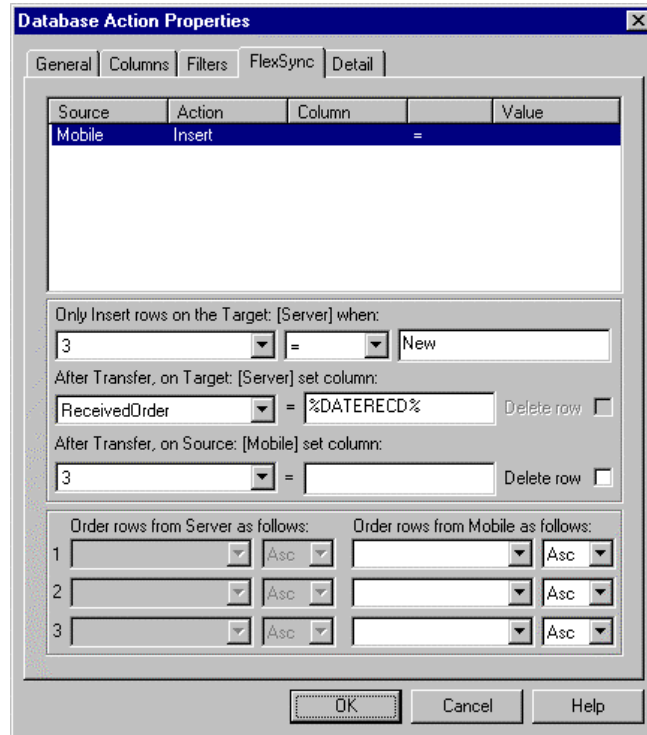 Database Action Properties
General Columns Filters FlexSync Detail
Source Action Column Value
Mobile Insert =
Only Insert rows on the Target: [Server] when:
3 = New
After Transfer, on Target: [Server] set column:
ReceivedOrder = %DATERECD% Delete row
After Transfer, on Source: [Mobile] set column:
3 = Delete row
Order rows from Server as follows: Order rows from Mobile as follows:
1 Asc Asc
2 Asc Asc
3 Asc Asc
OK Cancel Help